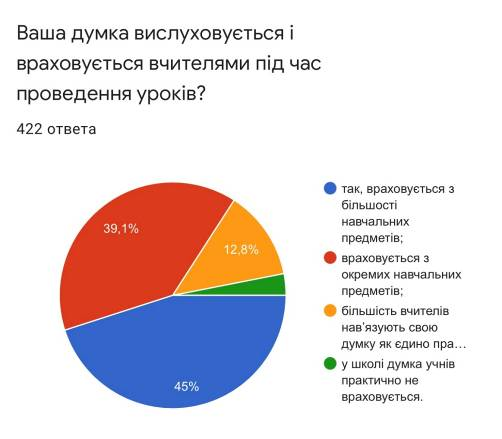 Ваша думка вислуховується і
враховується вчителями під час
проведення уроків?
422 ответа
39,1%
12,8%
45%
так, враховується з
більшості
навчальних
предметів;
враховується з
окремих навчальних
предметів;
більшість вчителів
нав'язують свою
думку як єдино пра...
у школі думка учнів
практично не
враховується.